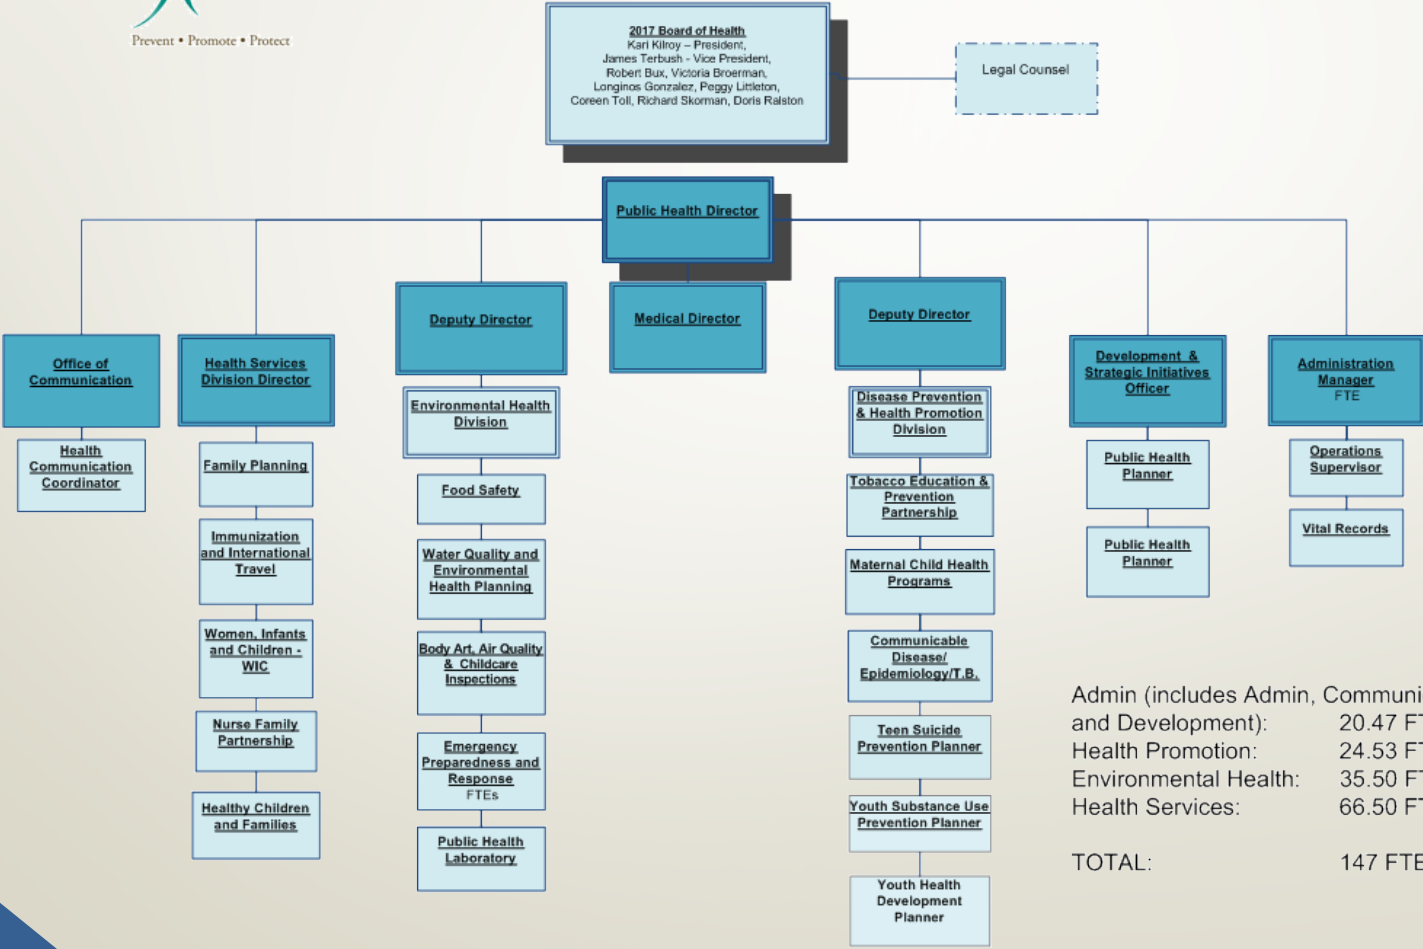 Prevent • Promote • Protect
2017 Board of Health
Kari Kilroy – President,
James Terbush - Vice President,
Robert Bux, Victoria Broerman,
Longinos Gonzalez, Peggy Littleton,
Coreen Toll, Richard Skorman, Doris Ralston
Legal Counsel
Public Health Director
Office of
Communication
Health
Communication
Coordinator
Health Services
Division Director
Family Planning
Immunization
and International
Travel
Women, Infants
and Children -
WIC
Nurse Family
Partnership
Healthy Children
and Families
Deputy Director
Environmental Health
Division
Food Safety
Water Quality and
Environmental
Health Planning
Body Art, Air Quality
& Childcare
Inspections
Emergency
Preparedness and
Response
FTEs
Public Health
Laboratory
Medical Director
Deputy Director
Disease Prevention
& Health Promotion
Division
Tobacco Education &
Prevention
Partnership
Maternal Child Health
Programs
Communicable
Disease/
Epidemiology/T.B.
Teen Suicide
Prevention Planner
Youth Substance Use
Prevention Planner
Youth Health
Development
Planner
Development &
Strategic Initiatives
Officer
Public Health
Planner
Public Health
Planner
Administration
Manager
FTE
Operations
Supervisor
Vital Records
Admin (includes Admin,
and Development): 20.47
Health Promotion: 24.53
Environmental Health: 35.50
Health Services: 66.50
TOTAL: 147 FTE